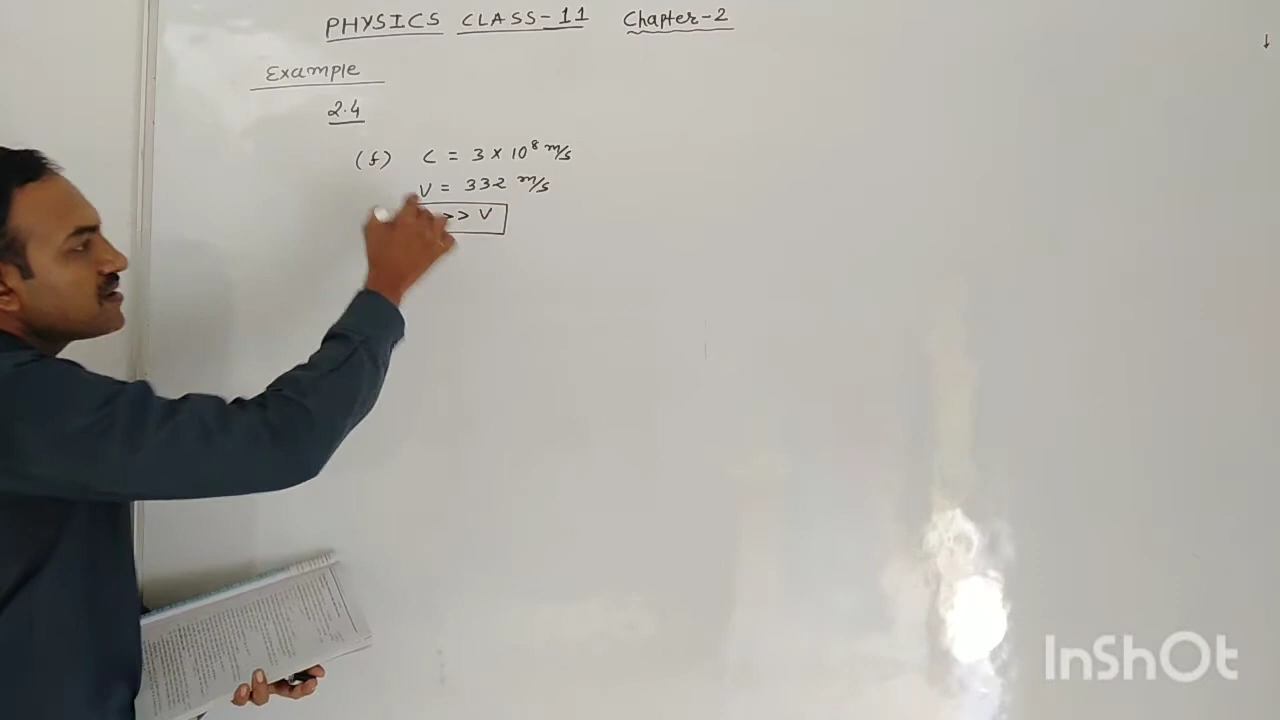 PHYSICS CLASS-11 Chapter-2
Example
2.4
(f) C = 3 × 10⁸ m/s
V = 332 m/s
>> V
InShOt